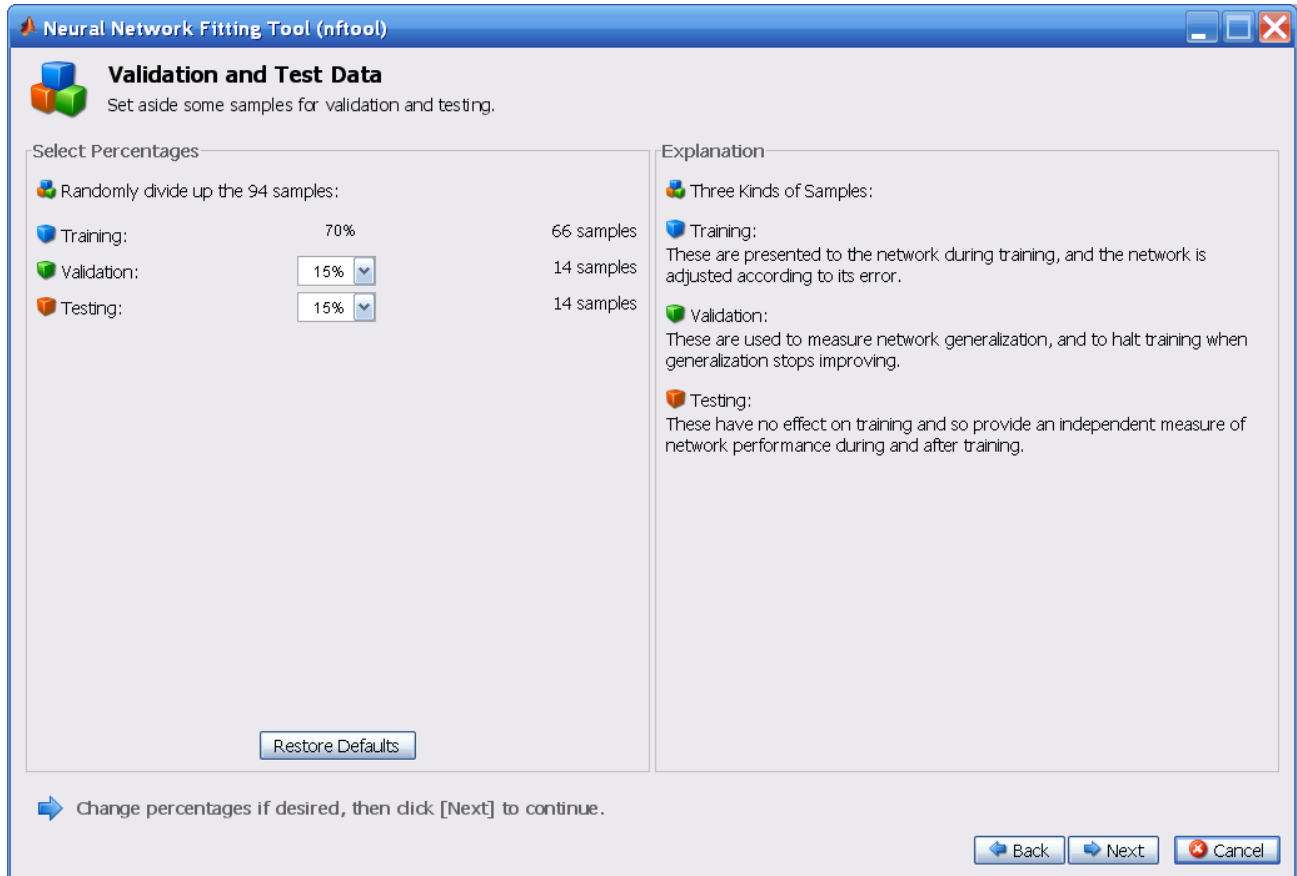 Neural Network Fitting Tool (nftool)
Validation and Test Data
Set aside some samples for validation and testing.
Select Percentages
Randomly divide up the 94 samples:
Training: 70% 66 samples
Validation: 15% 14 samples
Testing: 15% 14 samples
Restore Defaults
Explanation
Three Kinds of Samples:
Training:
These are presented to the network during training, and the network is
adjusted according to its error.
Validation:
These are used to measure network generalization, and to halt training when
generalization stops improving.
Testing:
These have no effect on training and so provide an independent measure of
network performance during and after training.
Change percentages if desired, then click [Next] to continue.
Back Next Cancel